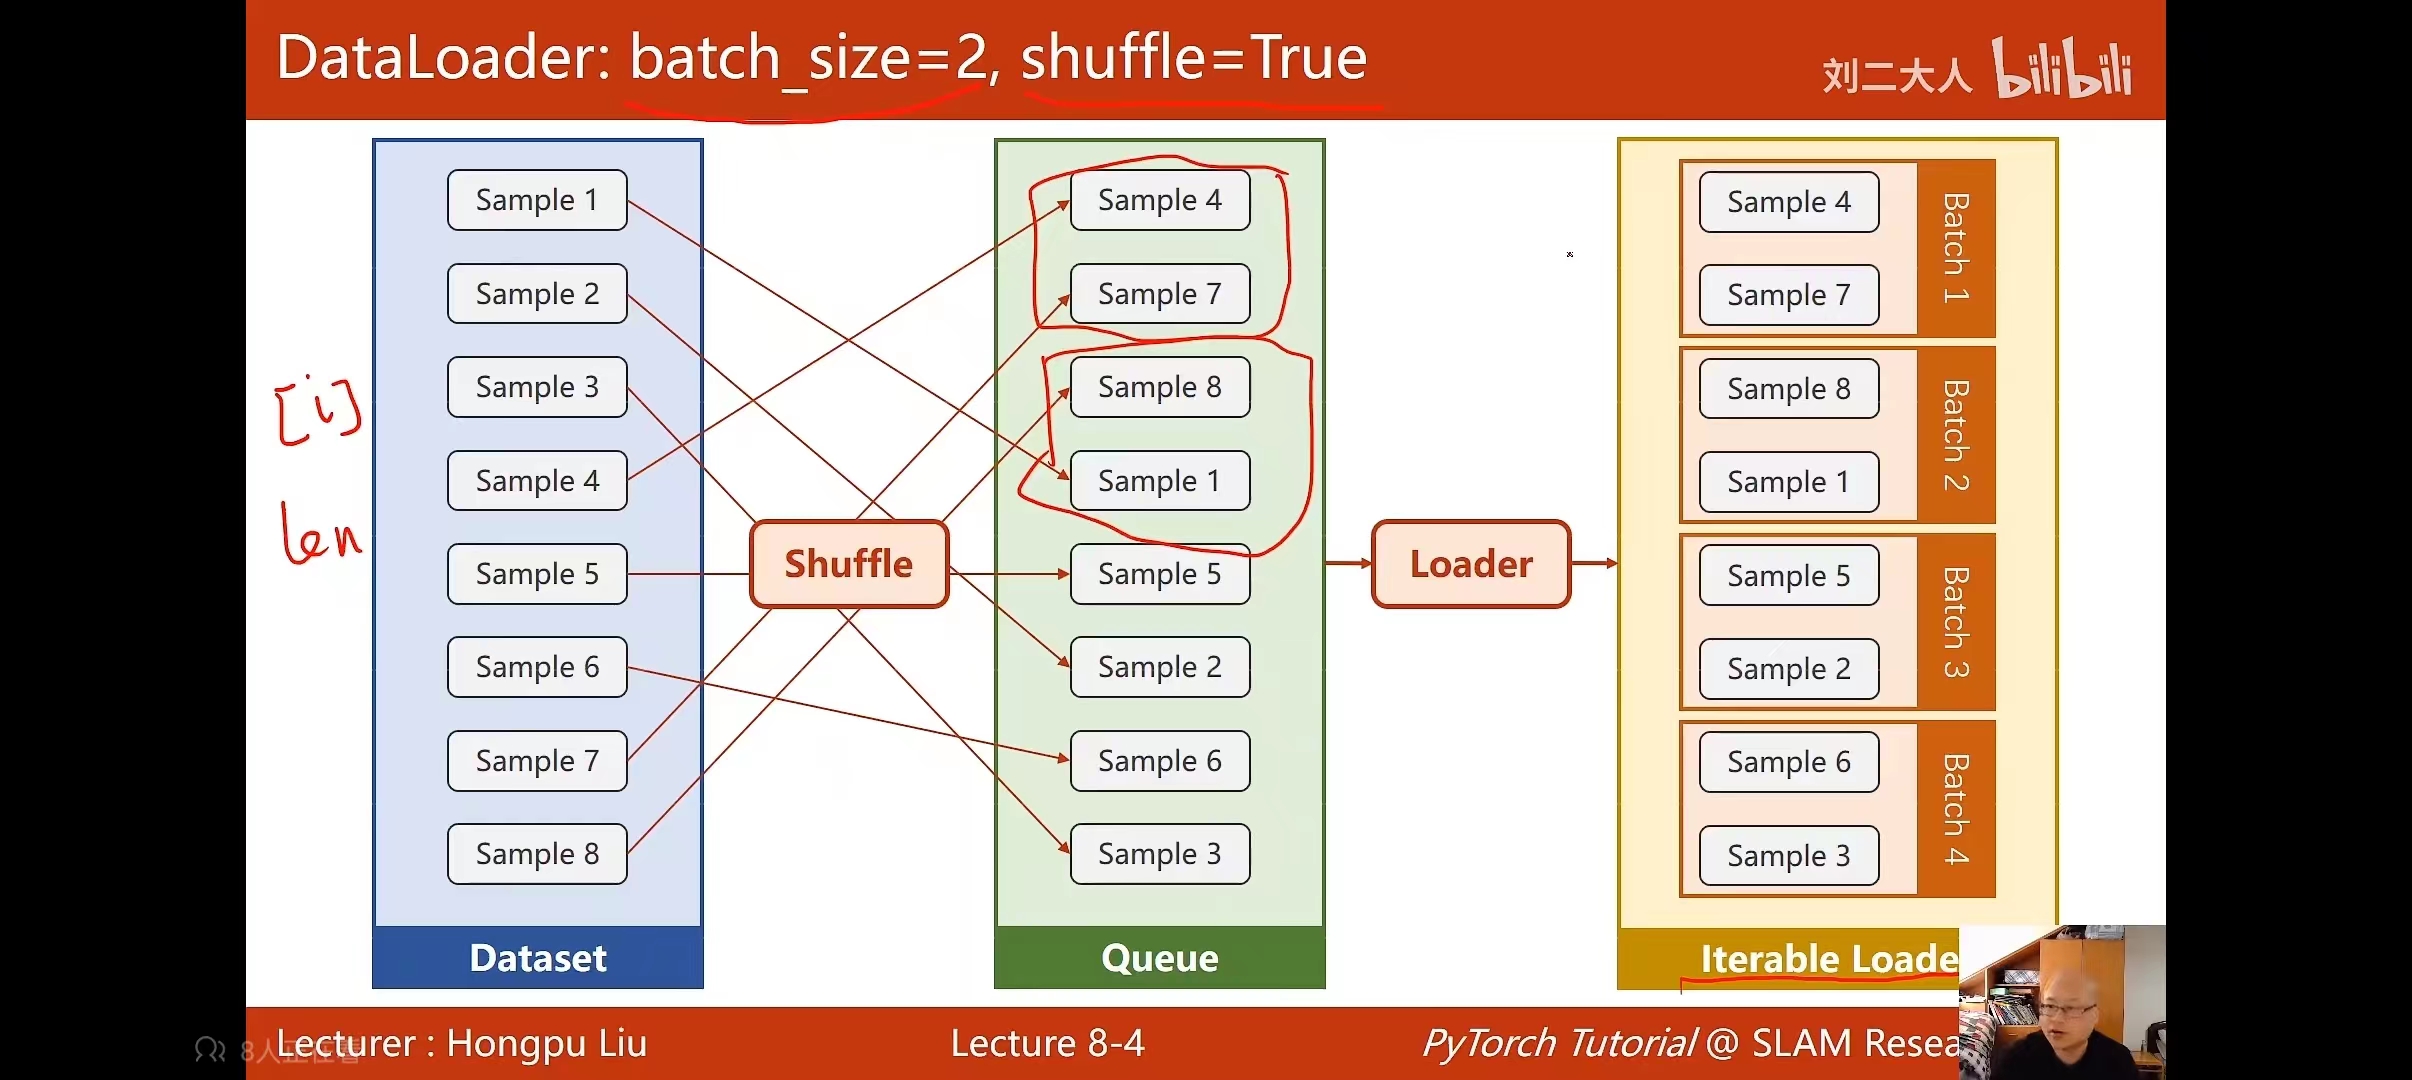 DataLoader: batch_size=2, shuffle=True
刘二大人 bilibili
Sample 1
Sample 2
Sample 3
Sample 4
Sample 5
Sample 6
Sample 7
Sample 8
Dataset
[i]
len
Shuffle
Sample 4
Sample 7
Sample 8
Sample 1
Sample 5
Sample 2
Sample 6
Sample 3
Queue
Loader
Sample 4
Sample 7
Batch 1
Sample 8
Sample 1
Batch 2
Sample 5
Sample 2
Batch 3
Sample 6
Sample 3
Batch 4
Iterable Loade
Lecturer : Hongpu Liu
8人正在看
Lecture 8-4
PyTorch Tutorial @ SLAM Resea